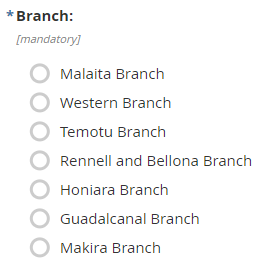 * Branch:
[mandatory]
Malaita Branch
Western Branch
Temotu Branch
Rennell and Bellona Branch
Honiara Branch
Guadalcanal Branch
Makira Branch